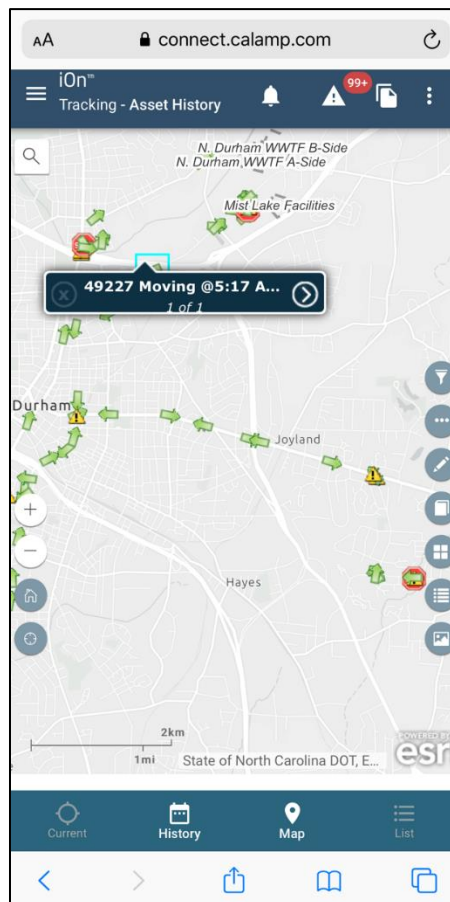 AA connect.calamp.com
iOn™
Tracking - Asset History
99+
N. Durham WWTF B-Side
N. Durham WWTF A-Side
Mist Lake Facilities
49227 Moving @5:17 A...
1 of 1
Durham
Joyland
Hayes
2km
1mi
State of North Carolina DOT, E...
POWERED BY
esri
Current
History
Map
List